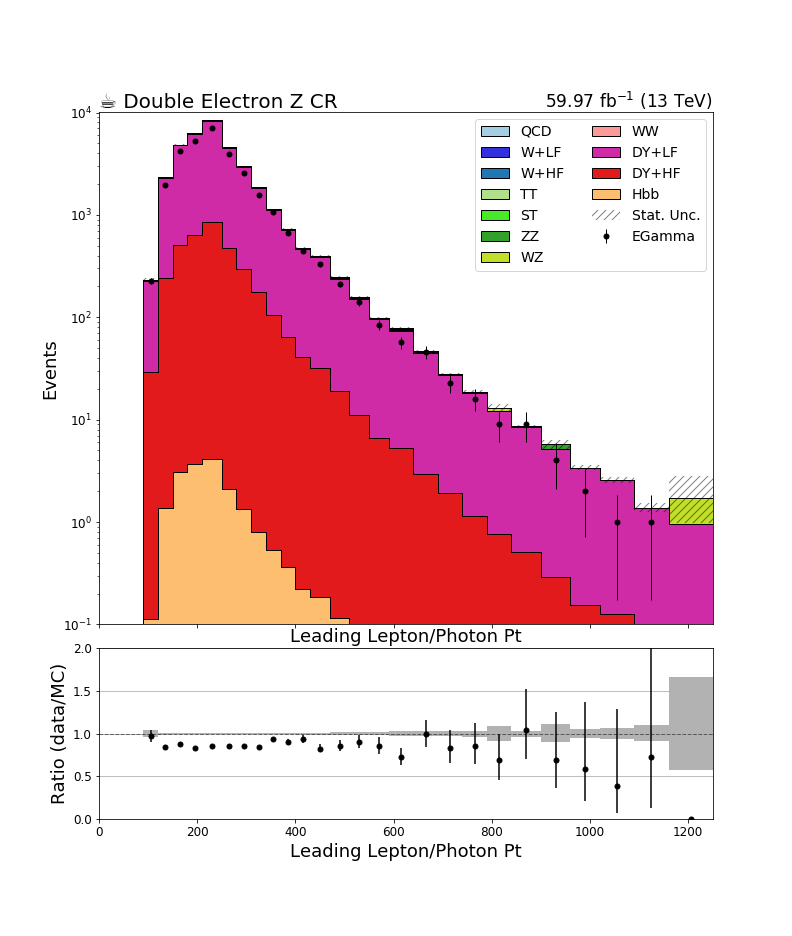 ☕ Double Electron Z CR
59.97 fb⁻¹ (13 TeV)
QCD
W+LF
W+HF
TT
ST
ZZ
WZ
WW
DY+LF
DY+HF
Hbb
Stat. Unc.
EGamma
Events
10⁴
10³
10²
10¹
10⁰
10⁻¹
Leading Lepton/Photon Pt
Ratio (data/MC)
2.0
1.5
1.0
0.5
0.0
0 200 400 600 800 1000 1200
Leading Lepton/Photon Pt